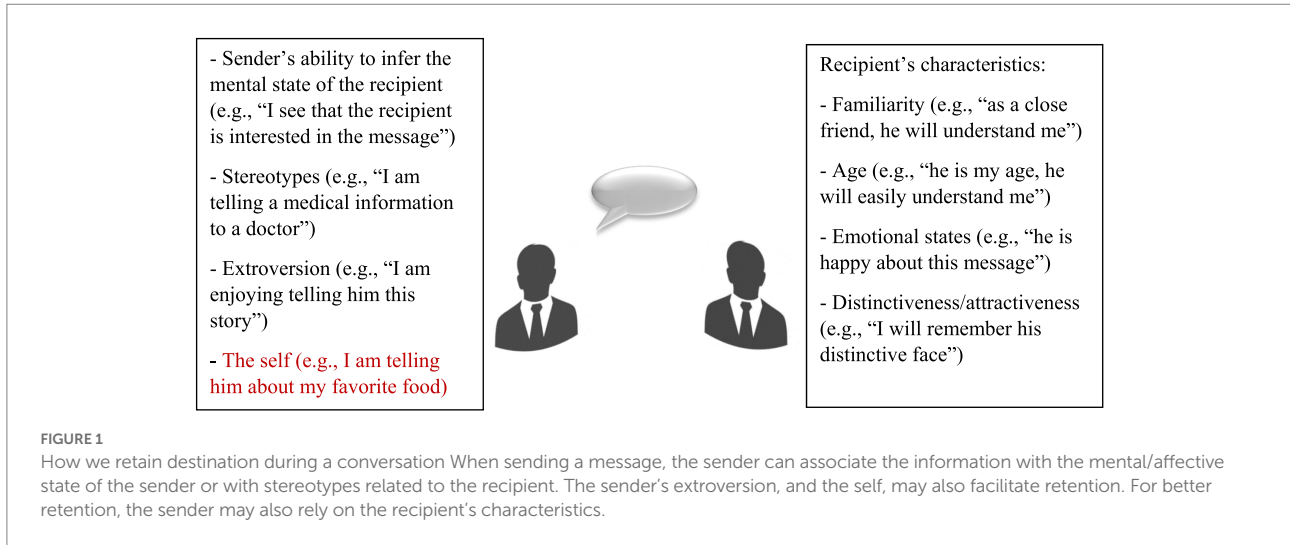 - Sender’s ability to infer the
mental state of the recipient
(e.g., “I see that the recipient
is interested in the message”)
- Stereotypes (e.g., “I am
telling a medical information
to a doctor”)
- Extroversion (e.g., “I am
enjoying telling him this
story”)
- The self (e.g., I am telling
him about my favorite food)
Recipient’s characteristics:
- Familiarity (e.g., “as a close
friend, he will understand me”)
- Age (e.g., “he is my age, he
will easily understand me”)
- Emotional states (e.g., “he is
happy about this message”)
- Distinctiveness/attractiveness
(e.g., “I will remember his
distinctive face”)
FIGURE 1
How we retain destination during a conversation When sending a message, the sender can associate the information with the mental/affective
state of the sender or with stereotypes related to the recipient. The sender’s extroversion, and the self, may also facilitate retention. For better
retention, the sender may also rely on the recipient’s characteristics.